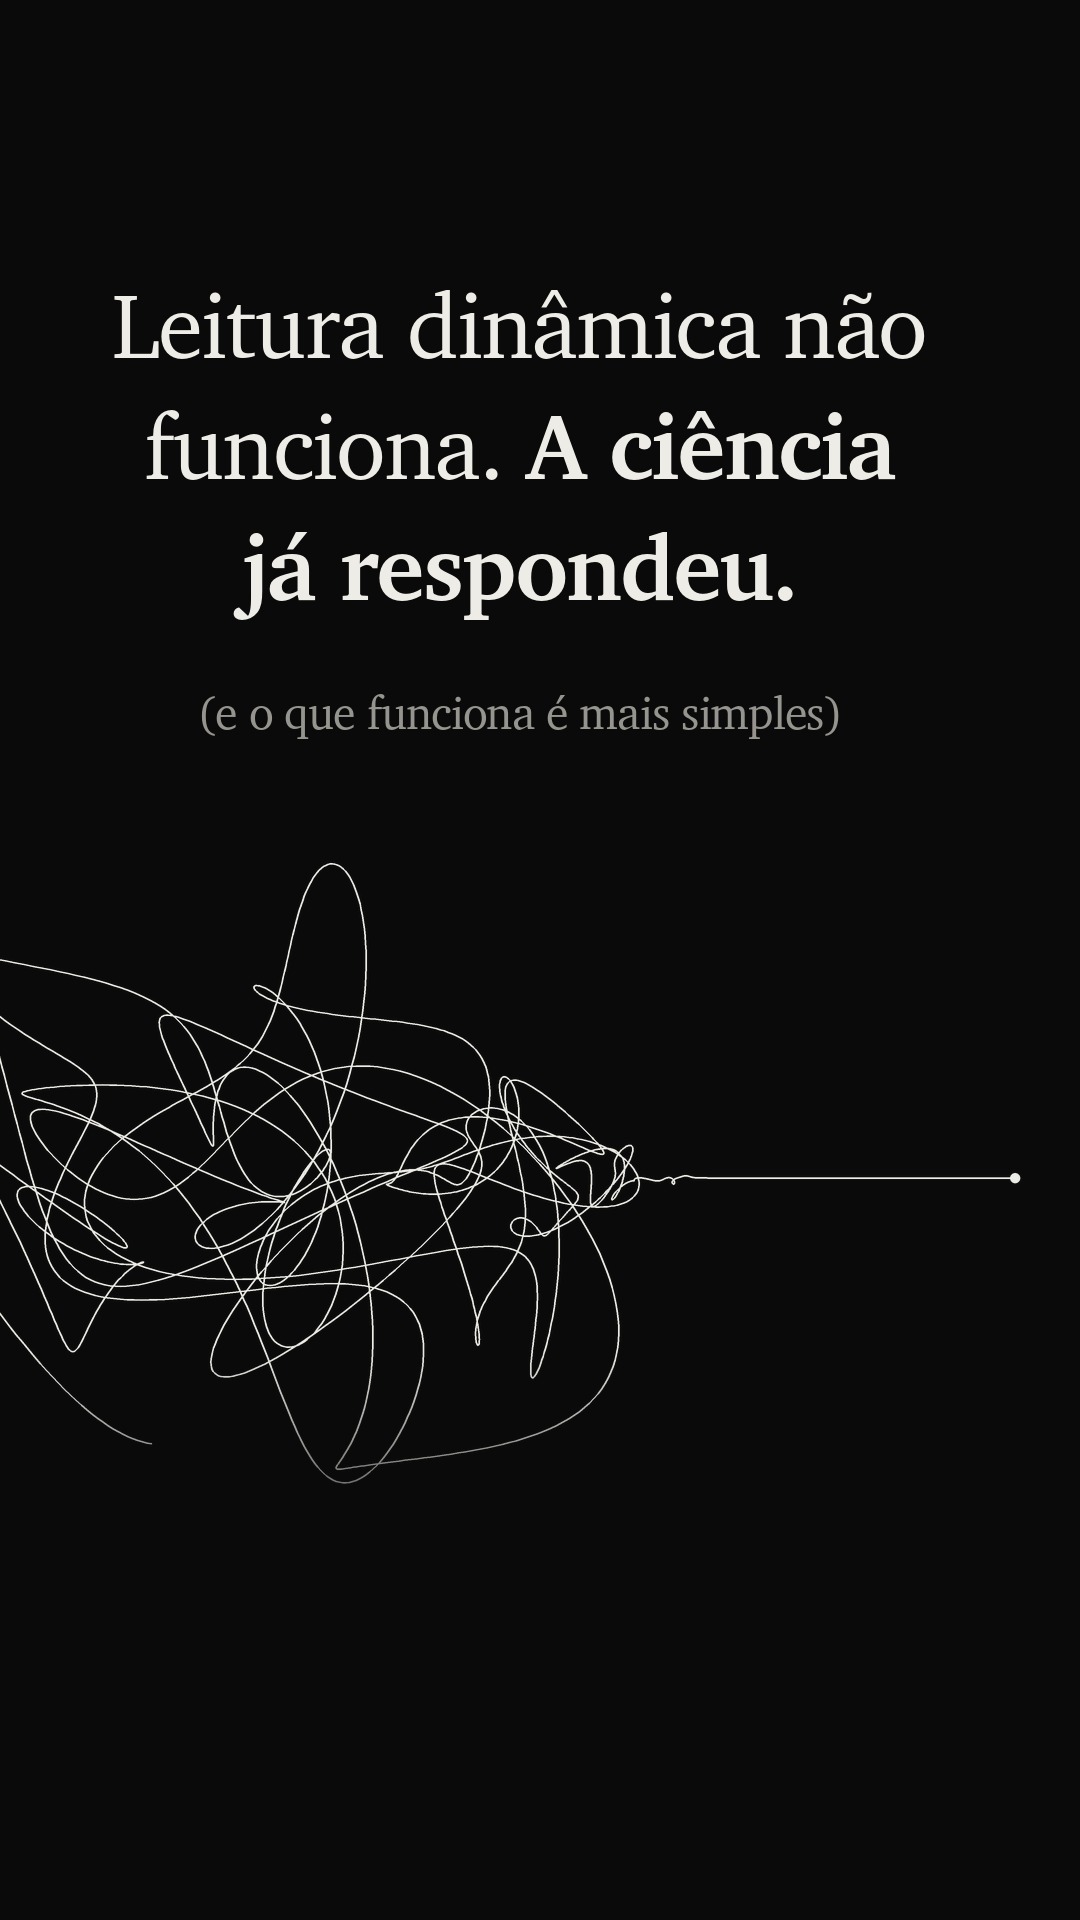 Leitura dinâmica não
funciona. A ciência
já respondeu.
(e o que funciona é mais simples)